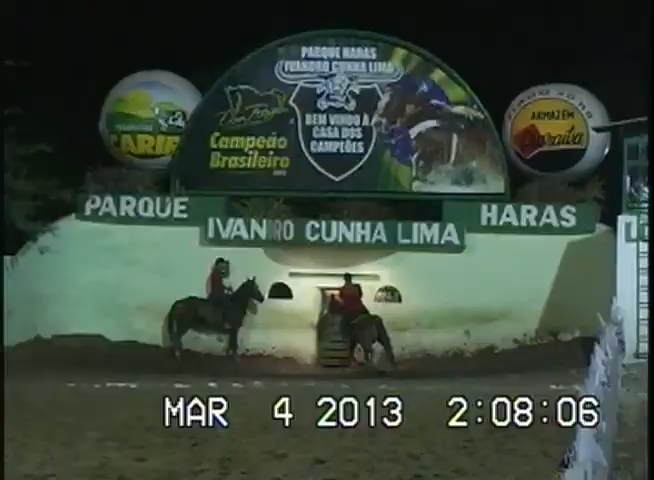 PARQUE HARAS
IVANDRO CUNHA LIMA
BEM VINDO A
CASA DOS
CAMPEÕES
Campeão
Brasileiro
CARIRI
ARMAZÉM
Paraíba
PARQUE
IVANDRO CUNHA LIMA
HARAS
MAR 4 2013 2:08:06